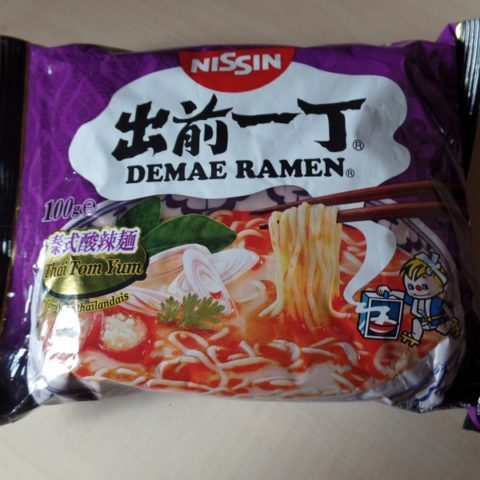 NISSIN
出前一丁®
DEMAE RAMEN®
100g℮
泰式酸辣麵
Thai Tom Yum
thaïlandais